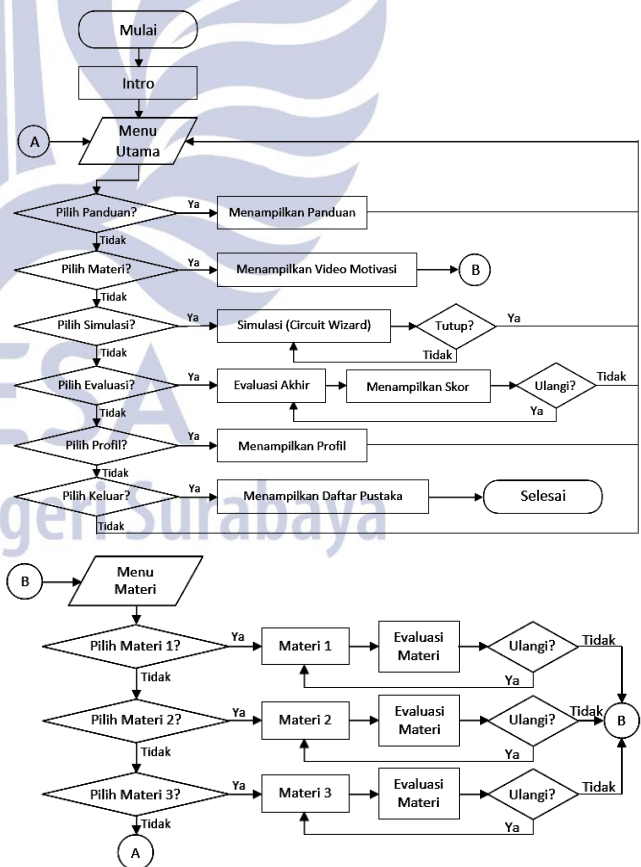 Mulai
Intro
A
Menu
Utama
Pilih Panduan?
Ya
Menampilkan Panduan
Tidak
Pilih Materi?
Ya
Menampilkan Video Motivasi
B
Tidak
Pilih Simulasi?
Ya
Simulasi (Circuit Wizard)
Tutup?
Ya
Tidak
Tidak
Pilih Evaluasi?
Ya
Evaluasi Akhir
Menampilkan Skor
Ulangi?
Tidak
Ya
Tidak
Pilih Profil?
Ya
Menampilkan Profil
Tidak
Pilih Keluar?
Ya
Menampilkan Daftar Pustaka
Selesai
Tidak
ESA
geri Surabaya
B
Menu
Materi
Pilih Materi 1?
Ya
Materi 1
Evaluasi
Materi
Ulangi?
Tidak
Ya
Tidak
Pilih Materi 2?
Ya
Materi 2
Evaluasi
Materi
Ulangi?
Tidak
B
Ya
Tidak
Pilih Materi 3?
Ya
Materi 3
Evaluasi
Materi
Ulangi?
Tidak
Ya
Tidak
A